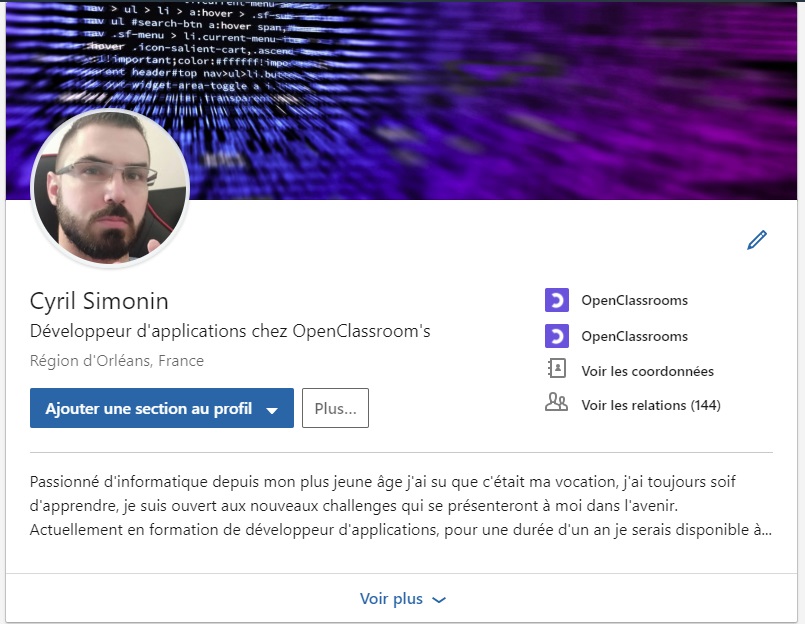 nav > ul > li > a:hover > .sf-sub
nav ul #search-btn a:hover span,
nav .sf-menu > li.current-menu
:hover .icon-salient-cart,.ascend
!important;color:#ffffff!impo
parent header#top nav>ul>li.bu
widget-area-toggle a i.
transparent
Cyril Simonin
Développeur d'applications chez OpenClassroom's
Région d'Orléans, France
Ajouter une section au profil
Plus...
OpenClassrooms
OpenClassrooms
Voir les coordonnées
Voir les relations (144)
Passionné d'informatique depuis mon plus jeune âge j'ai su que c'était ma vocation, j'ai toujours soif
d'apprendre, je suis ouvert aux nouveaux challenges qui se présenteront à moi dans l'avenir.
Actuellement en formation de développeur d'applications, pour une durée d'un an je serais disponible à...
Voir plus